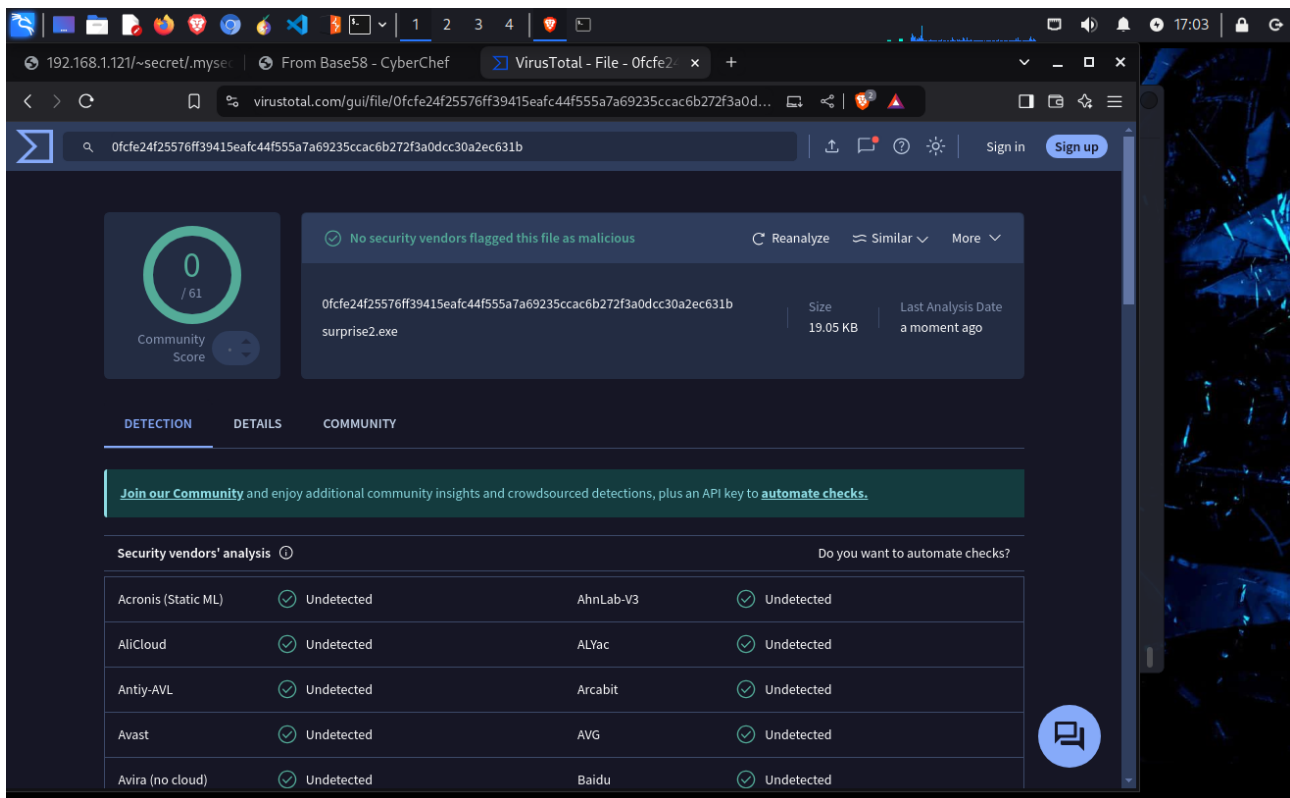 1 2 3 4
17:03
192.168.1.121/~secret/.mysec
From Base58 - CyberChef
VirusTotal - File - 0fcfe24
virustotal.com/gui/file/0fcfe24f25576ff39415eafc44f555a7a69235ccac6b272f3a0d...
2
0fcfe24f25576ff39415eafc44f555a7a69235ccac6b272f3a0dcc30a2ec631b
Sign in
Sign up
0
/ 61
Community
Score
No security vendors flagged this file as malicious
Reanalyze
Similar
More
0fcfe24f25576ff39415eafc44f555a7a69235ccac6b272f3a0dcc30a2ec631b
surprise2.exe
Size
19.05 KB
Last Analysis Date
a moment ago
DETECTION
DETAILS
COMMUNITY
Join our Community and enjoy additional community insights and crowdsourced detections, plus an API key to automate checks.
Security vendors' analysis
Do you want to automate checks?
Acronis (Static ML) Undetected AhnLab-V3 Undetected
AliCloud Undetected ALYac Undetected
Antiy-AVL Undetected Arcabit Undetected
Avast Undetected AVG Undetected
Avira (no cloud) Undetected Baidu Undetected